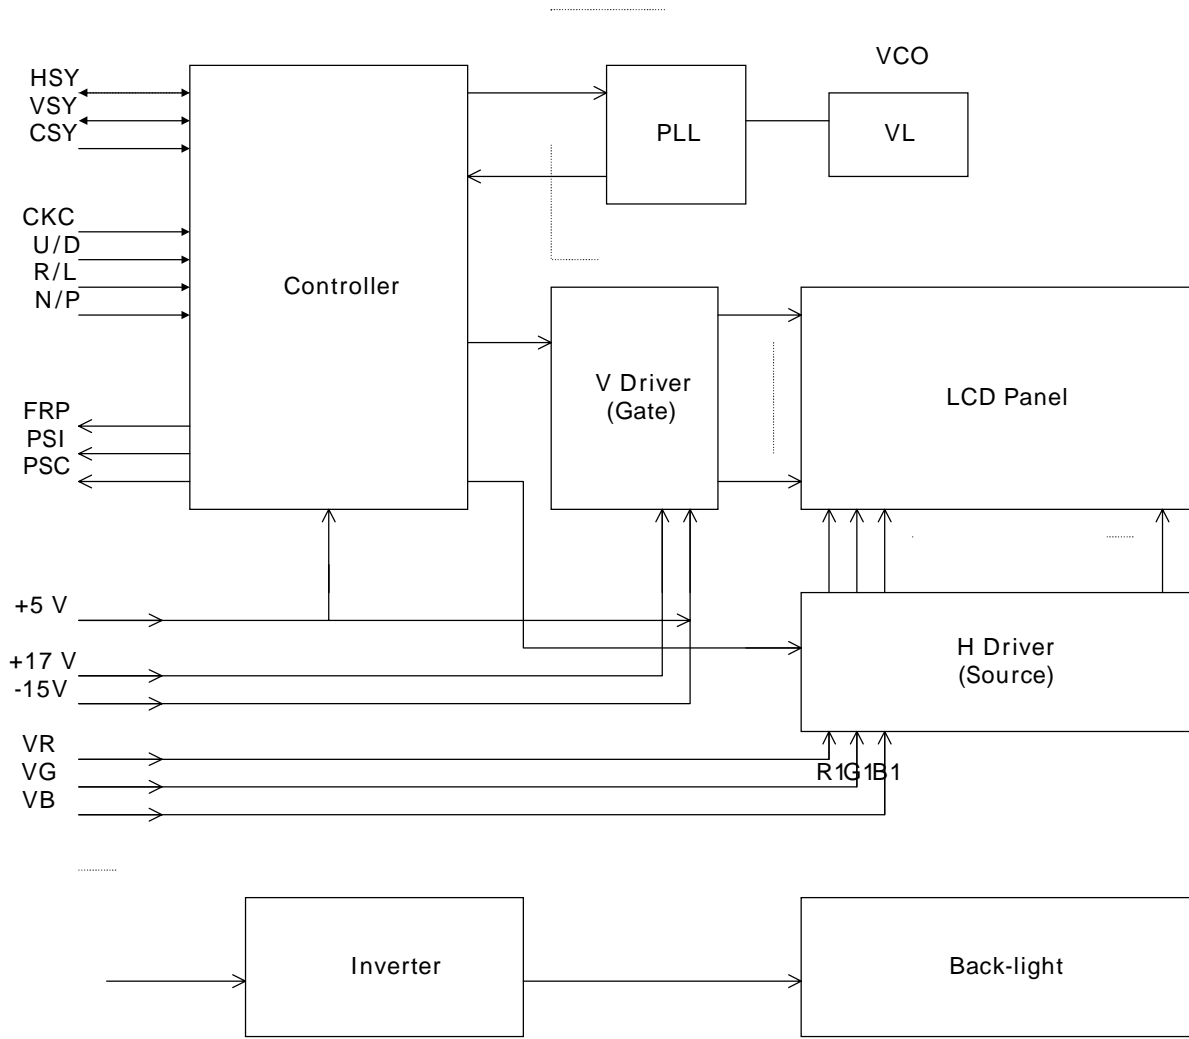 VCO
HSY
VSY
CSY
PLL
VL
CKC
U/D
R/L
N/P
Controller
V Driver
(Gate)
LCD Panel
FRP
PSI
PSC
+5 V
+17 V
-15V
H Driver
(Source)
VR
VG
VB
R1G1B1
Inverter
Back-light